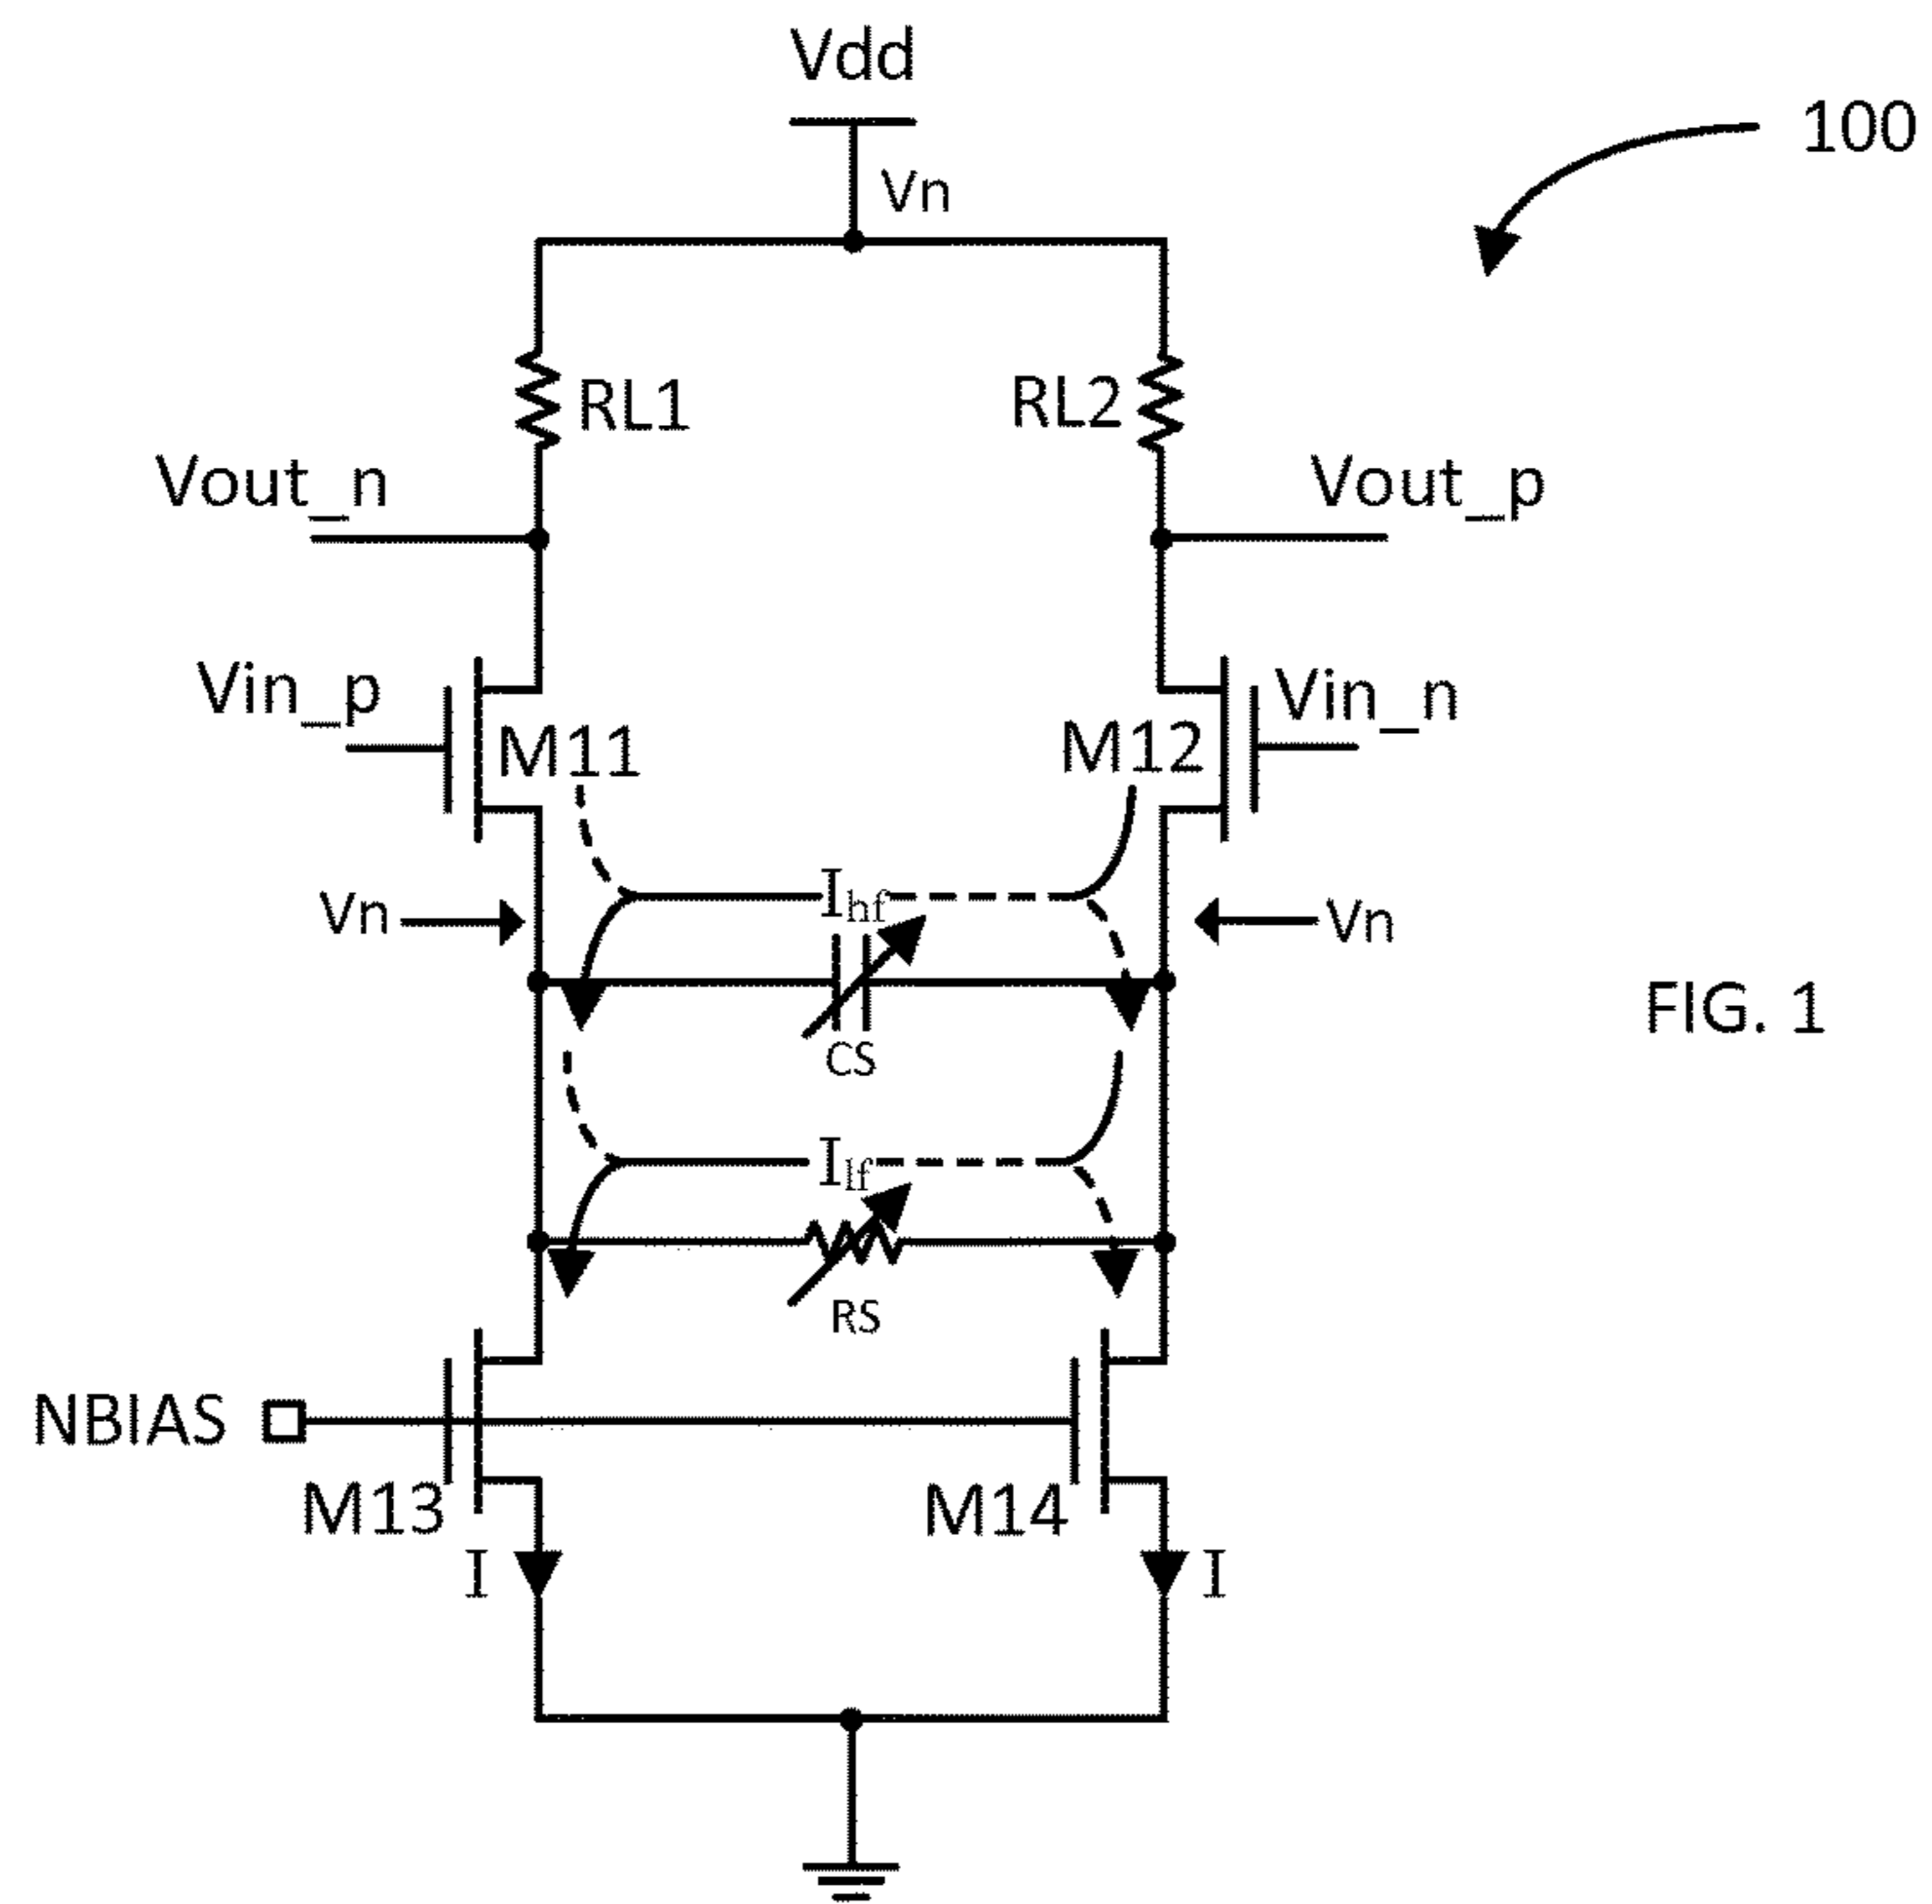 Vdd
100
Vn
RL1
RL2
Vout_n
Vout_p
Vin_p
Vin_n
M11
M12
Ihf
Vn
Vn
FIG. 1
CS
Ilf
RS
NBIAS
M13
M14
I
I